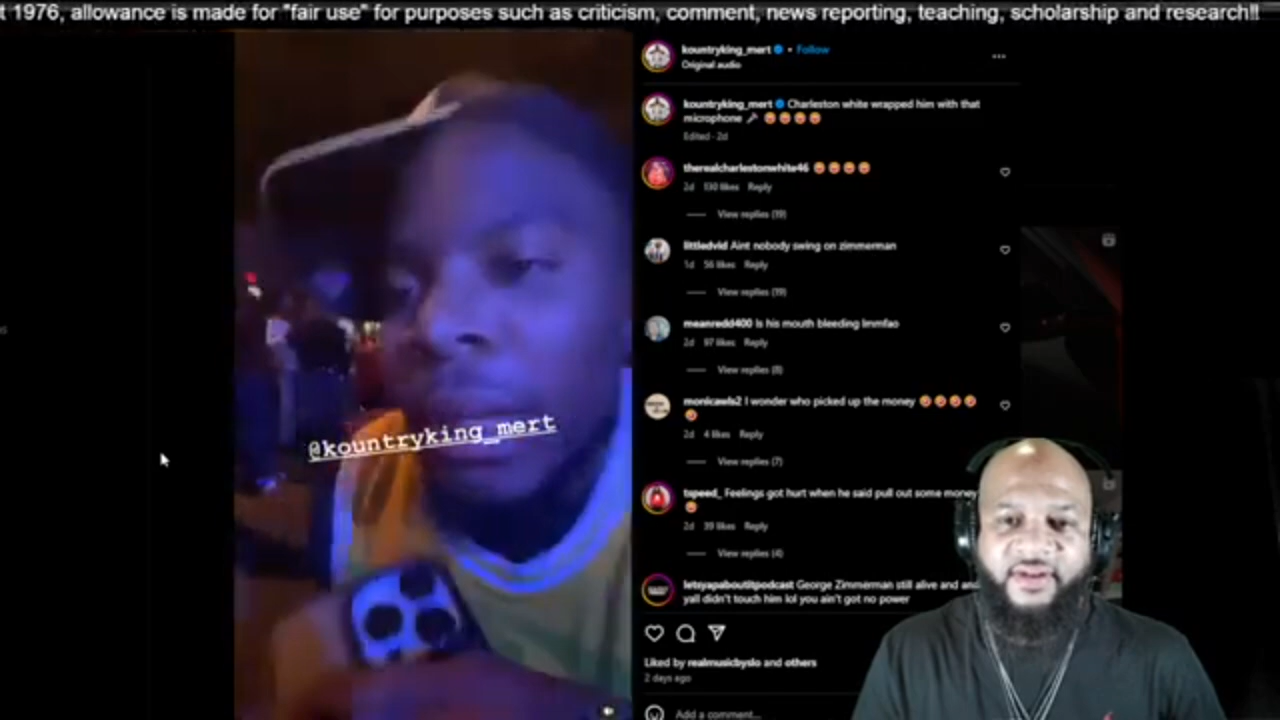 t 1976, allowance is made for "fair use" for purposes such as criticism, comment, news reporting, teaching, scholarship and research!!
kountryking_mert • Follow
Original audio
kountryking_mert Charleston white wrapped him with that
microphone 🎤 🤣🤣🤣🤣
Edited · 2d
therealcharlestonwhite46 🤣🤣🤣🤣
2d 130 likes Reply
View replies (19)
littledvid Aint nobody swing on zimmerman
1d 56 likes Reply
View replies (19)
meanredd400 Is his mouth bleeding lmmfao
2d 97 likes Reply
View replies (8)
monicawls2 I wonder who picked up the money 🤣🤣🤣🤣
🤣
2d 4 likes Reply
View replies (7)
tspeed_ Feelings got hurt when he said pull out some money
🤣
2d 39 likes Reply
View replies (4)
letsyapaboutitpodcast George Zimmerman still alive and and
yall didn't touch him lol you ain't got no power
Liked by realmusicbyslo and others
2 days ago
Add a comment...
@kountryking_mert